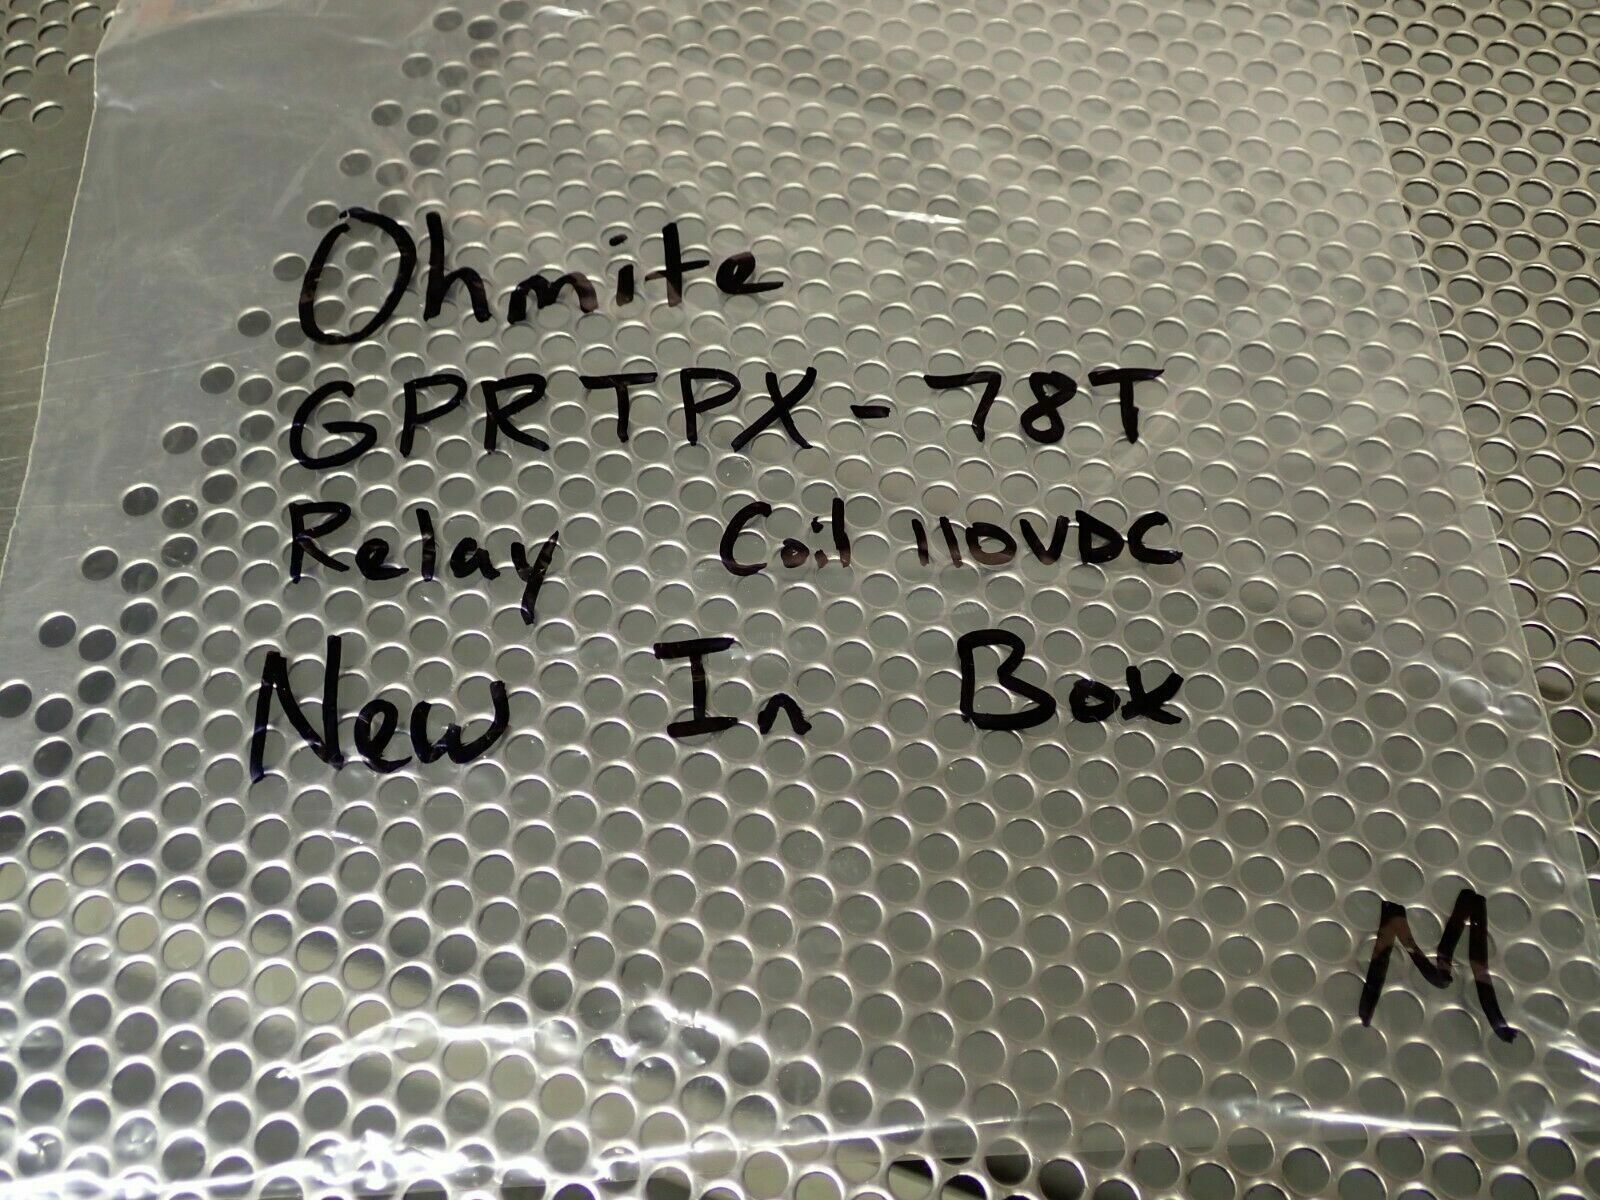 Ohmite
GPRTPX-78T
Relay Coil 110VDC
New In Box
M